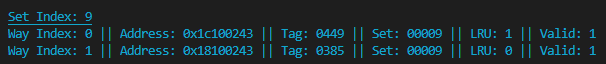 Set Index: 9
Way Index: 0 || Address: 0x1c100243 || Tag: 0449 || Set: 00009 || LRU: 1 || Valid: 1
Way Index: 1 || Address: 0x18100243 || Tag: 0385 || Set: 00009 || LRU: 0 || Valid: 1